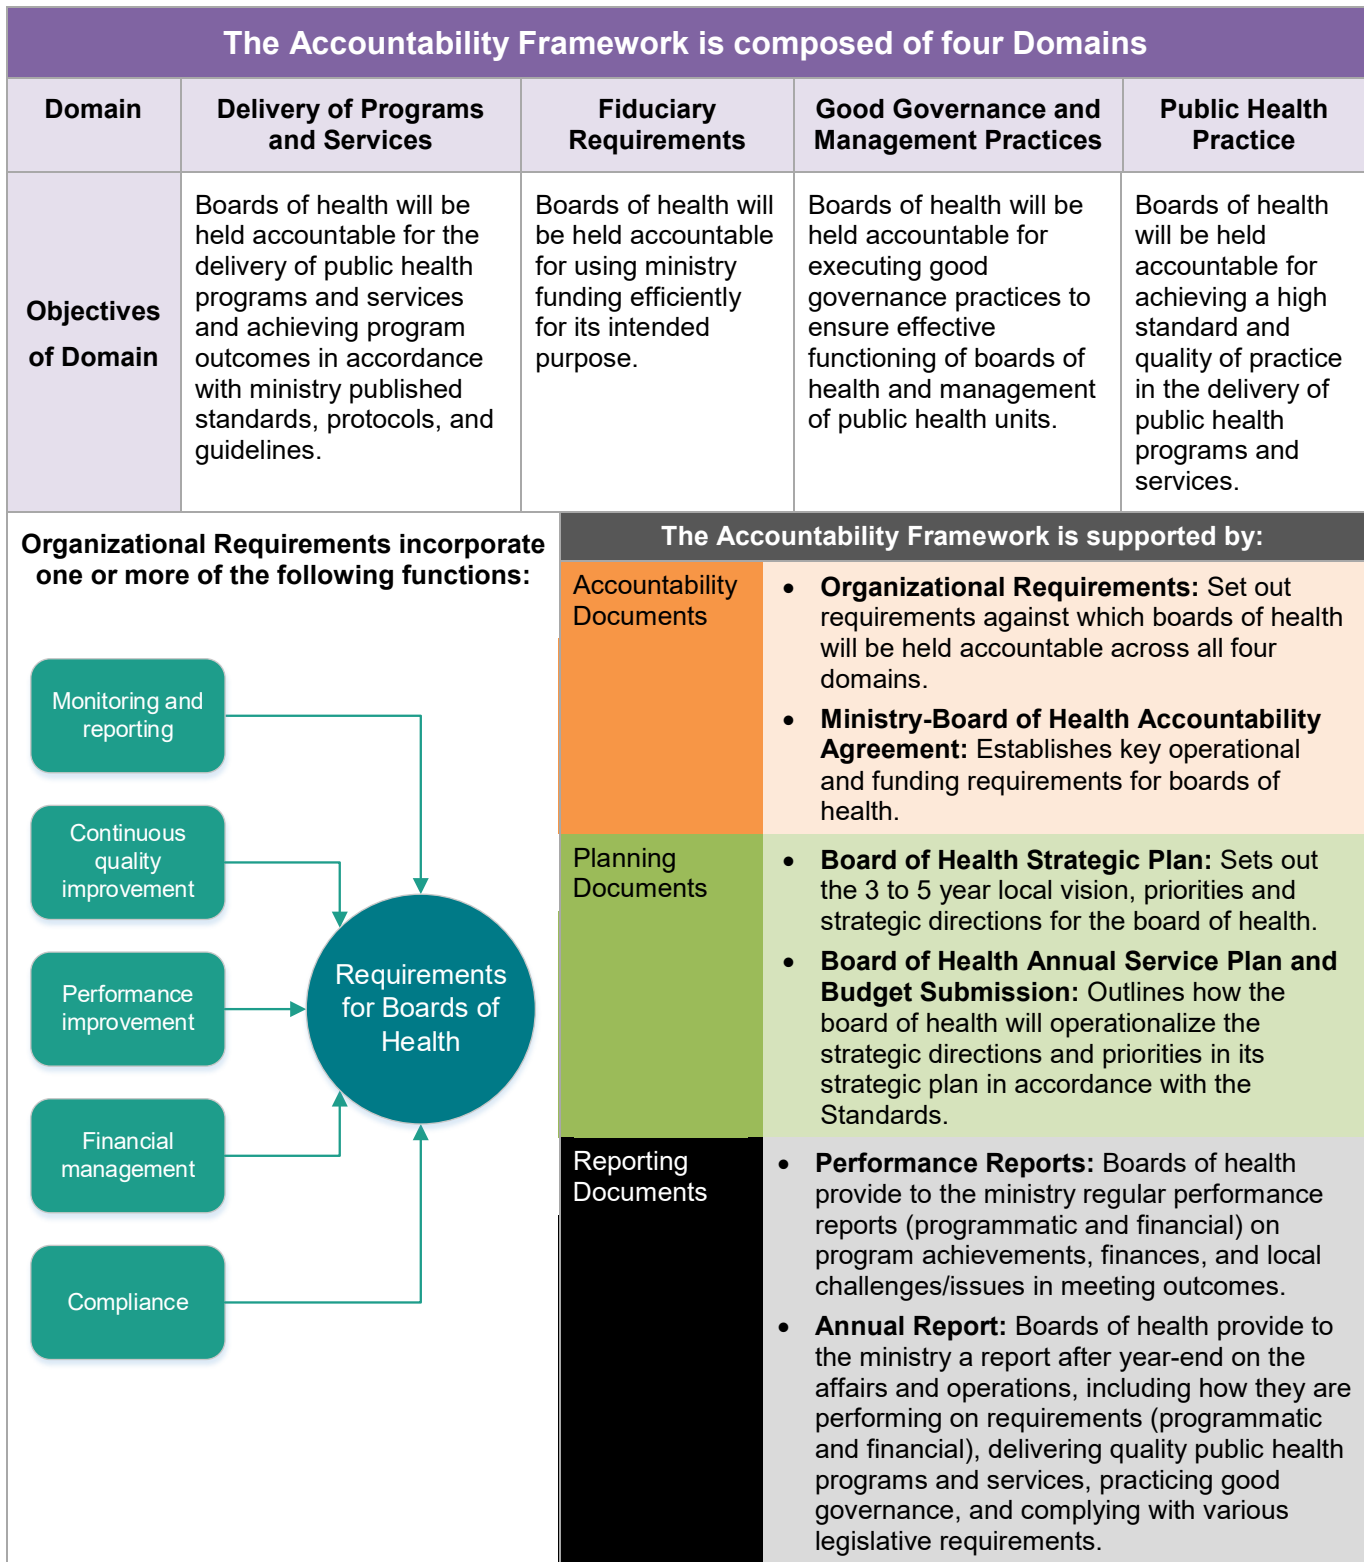 The Accountability Framework is composed of four Domains
Domain
Delivery of Programs
and Services
Fiduciary
Requirements
Good Governance and
Management Practices
Public Health
Practice
Objectives
of Domain
Boards of health will be
held accountable for the
delivery of public health
programs and services
and achieving program
outcomes in accordance
with ministry published
standards, protocols, and
guidelines.
Boards of health will
be held accountable
for using ministry
funding efficiently
for its intended
purpose.
Boards of health will be
held accountable for
executing good
governance practices to
ensure effective
functioning of boards of
health and management
of public health units.
Boards of health
will be held
accountable for
achieving a high
standard and
quality of practice
in the delivery of
public health
programs and
services.
Organizational Requirements incorporate
one or more of the following functions:
Monitoring and
reporting
Continuous
quality
improvement
Performance
improvement
Financial
management
Compliance
Requirements
for Boards of
Health
The Accountability Framework is supported by:
Accountability
Documents
• Organizational Requirements: Set out
requirements against which boards of health
will be held accountable across all four
domains.
• Ministry-Board of Health Accountability
Agreement: Establishes key operational
and funding requirements for boards of
health.
Planning
Documents
• Board of Health Strategic Plan: Sets out
the 3 to 5 year local vision, priorities and
strategic directions for the board of health.
• Board of Health Annual Service Plan and
Budget Submission: Outlines how the
board of health will operationalize the
strategic directions and priorities in its
strategic plan in accordance with the
Standards.
Reporting
Documents
• Performance Reports: Boards of health
provide to the ministry regular performance
reports (programmatic and financial) on
program achievements, finances, and local
challenges/issues in meeting outcomes.
• Annual Report: Boards of health provide to
the ministry a report after year-end on the
affairs and operations, including how they are
performing on requirements (programmatic
and financial), delivering quality public health
programs and services, practicing good
governance, and complying with various
legislative requirements.